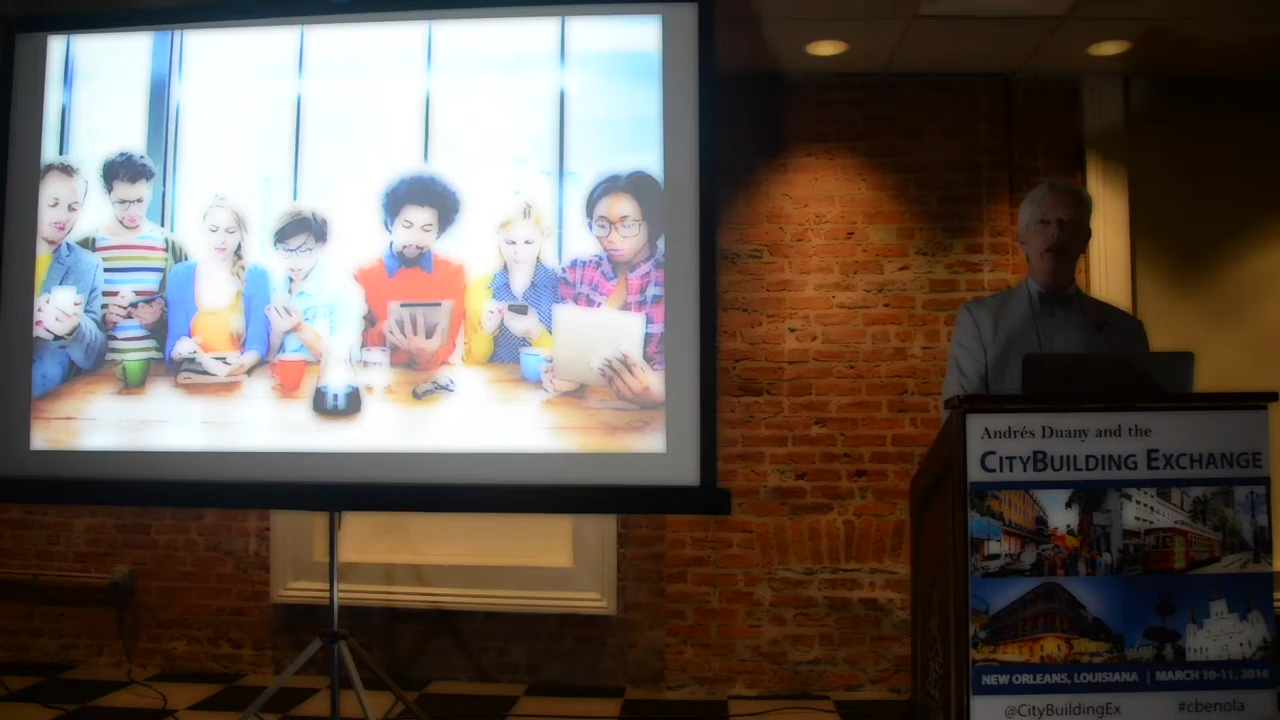 Andrés Duany and the
CITYBUILDING EXCHANGE
NEW ORLEANS, LOUISIANA | MARCH 10-11, 2016
@CityBuildingEx #cbenola